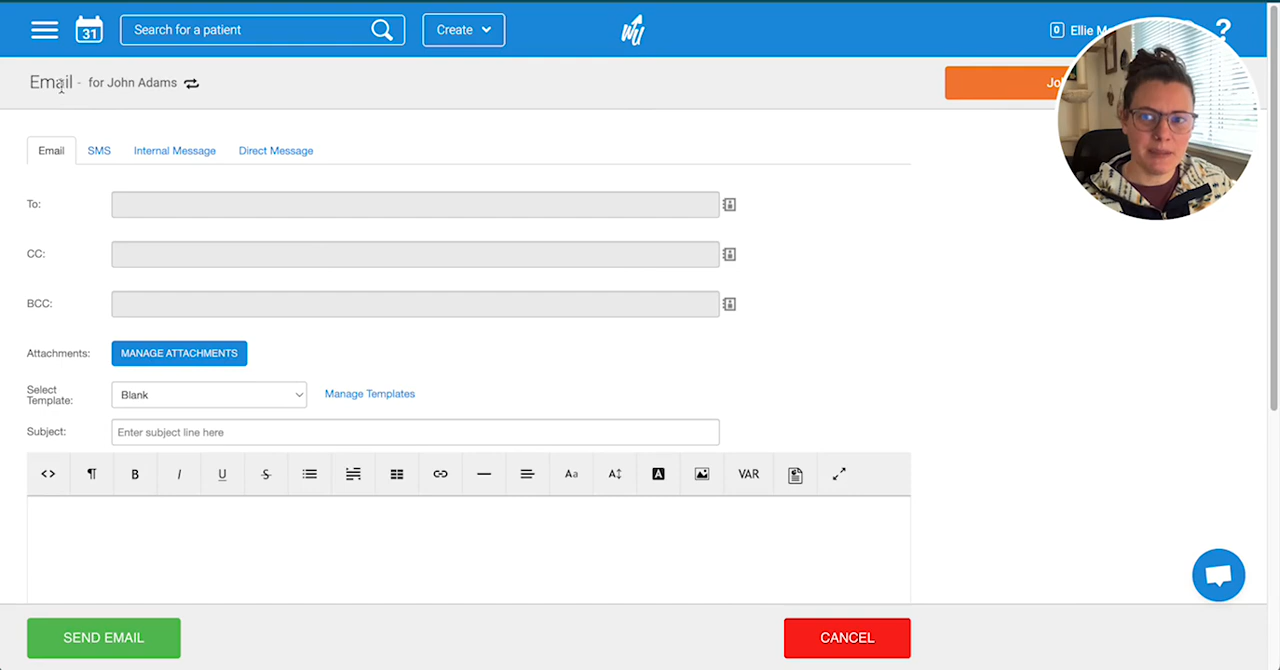 31
Search for a patient
Create
0
Ellie
?
Email - for John Adams
Email
SMS
Internal Message
Direct Message
To:
CC:
BCC:
Attachments:
MANAGE ATTACHMENTS
Select
Template:
Blank
Manage Templates
Subject:
Enter subject line here
<> ¶ B I U S Aa A A VAR
SEND EMAIL
CANCEL